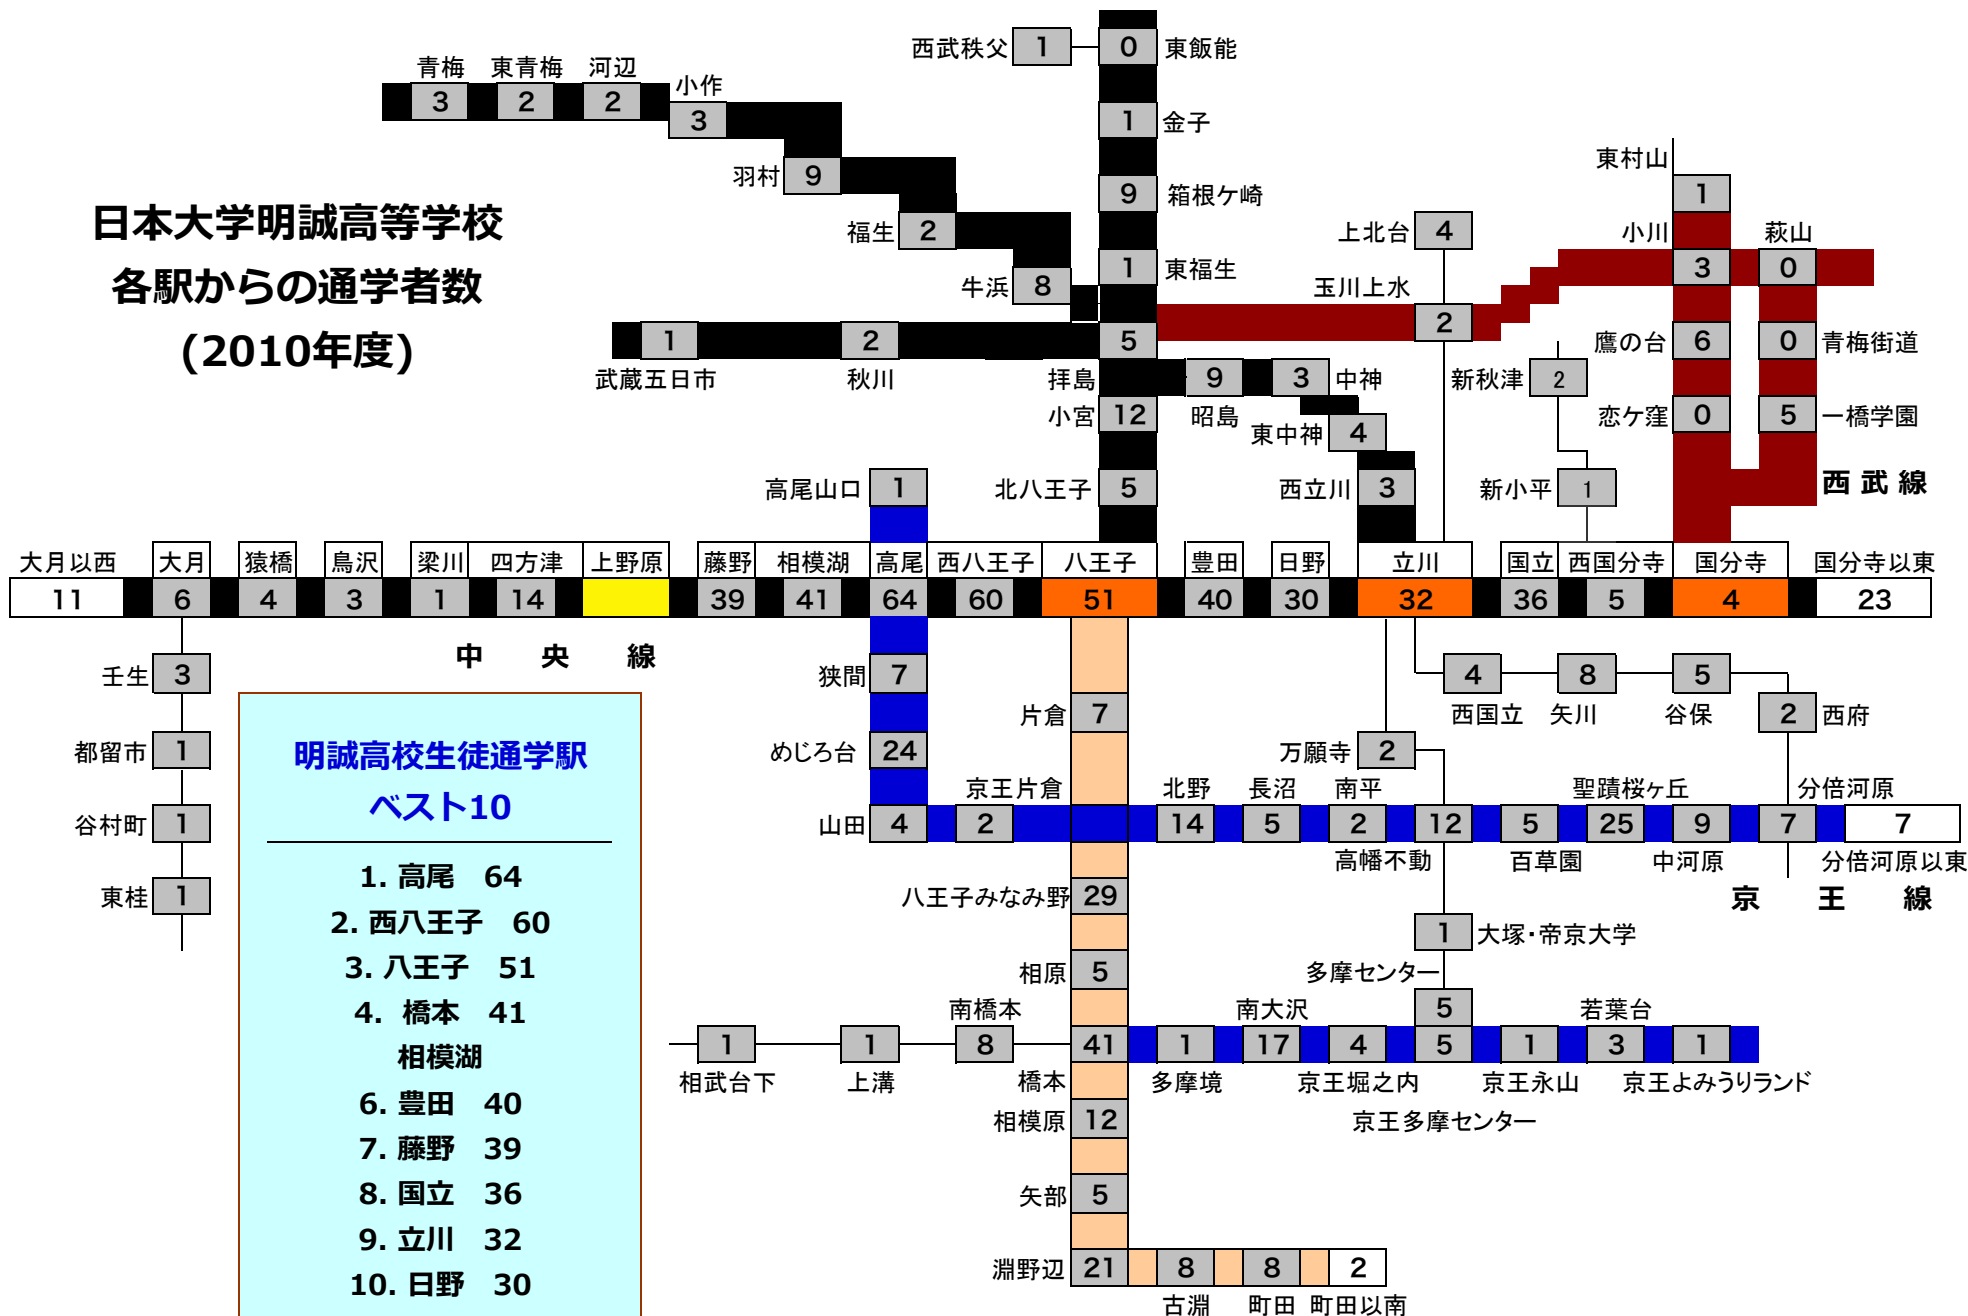 西武秩父 1 0 東飯能
青梅 東青梅 河辺 小作
3 2 2 3
1 金子
羽村 9
東村山 1
9 箱根ケ崎
日本大学明誠高等学校
各駅からの通学者数
(2010年度)
福生 2
上北台 4
小川 3
萩山 0
牛浜 8
1 東福生
玉川上水 2
1 2 5
武蔵五日市 秋川 拝島
9 3 中神
昭島
新秋津 2
鷹の台 6
0 青梅街道
小宮 12
東中神 4
恋ケ窪 0
5 一橋学園
高尾山口 1
北八王子 5
西立川 3
新小平 1
西武線
大月以西 大月 猿橋 鳥沢 梁川 四方津 上野原 藤野 相模湖 高尾 西八王子 八王子 豊田 日野 立川 国立 西国分寺 国分寺 国分寺以東
11 6 4 3 1 14 39 41 64 60 51 40 30 32 36 5 4 23
中央線
壬生 3
狭間 7
4 8 5
西国立 矢川 谷保
片倉 7
2 西府
都留市 1
めじろ台 24
万願寺 2
京王片倉 北野 長沼 南平 聖蹟桜ヶ丘 分倍河原
谷村町 1
山田 4 2 14 5 2 12 5 25 9 7 7
高幡不動 百草園 中河原 分倍河原以東
東桂 1
八王子みなみ野 29
京王線
1 大塚・帝京大学
相原 5
多摩センター 5
南橋本 南大沢 若葉台
1 1 8 41 1 17 4 5 1 3 1
相武台下 上溝 橋本 多摩境 京王堀之内 京王永山 京王よみうりランド
相模原 12
京王多摩センター
矢部 5
淵野辺 21 8 8 2
古淵 町田 町田以南
明誠高校生徒通学駅
ベスト10
1. 高尾 64
2. 西八王子 60
3. 八王子 51
4. 橋本 41
相模湖
6. 豊田 40
7. 藤野 39
8. 国立 36
9. 立川 32
10. 日野 30